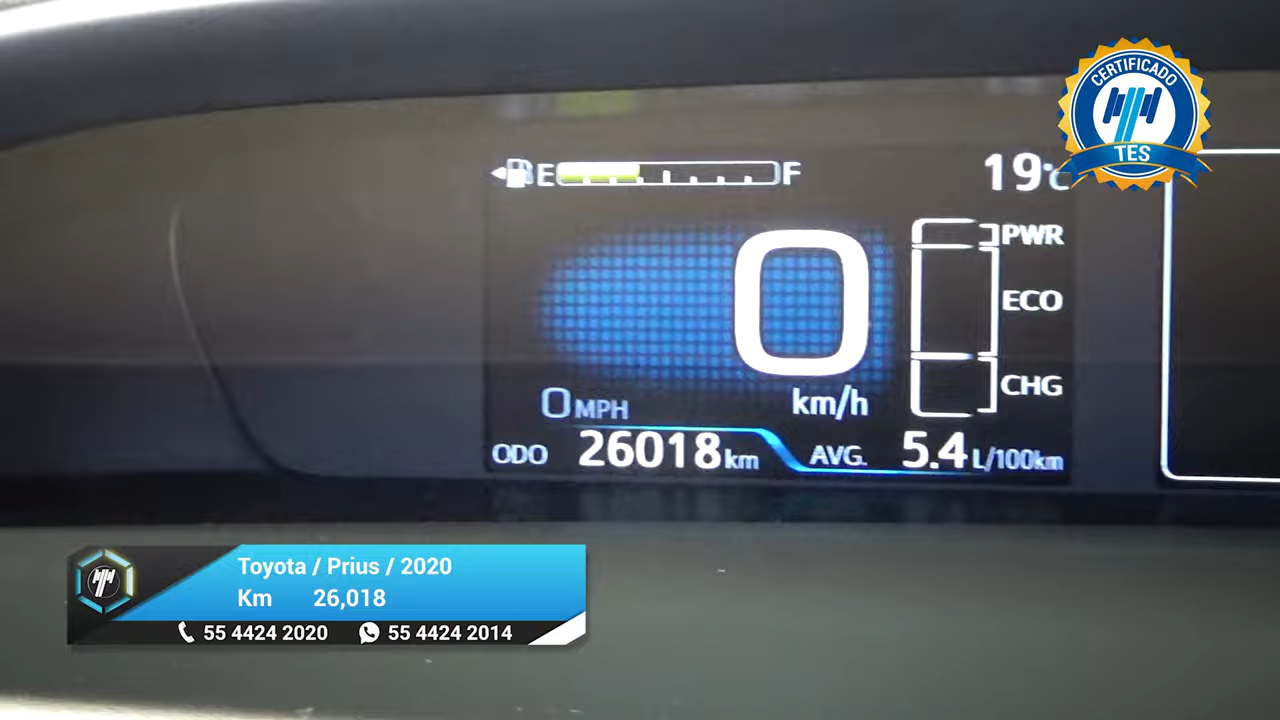 CERTIFICADO
TES
E F
19°C
PWR
0
ECO
CHG
0 MPH
km/h
ODO 26018 km
AVG. 5.4 L/100km
Toyota / Prius / 2020
Km 26,018
55 4424 2020 55 4424 2014